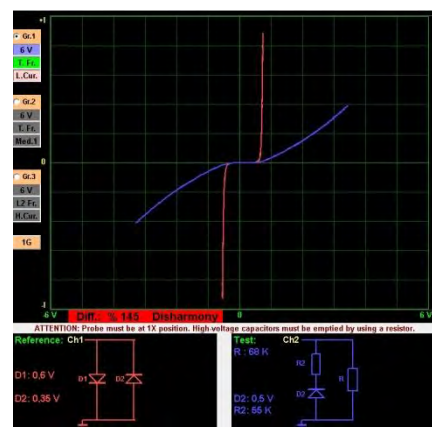 +1
Gr.1
6 V
T. Fr.
L.Cur.
Gr.2
6 V
T. Fr.
Med.1
0
Gr.3
6 V
L2 Fr.
H.Cur.
1G
-1
6 V
0
6 V
Diff.: % 145 Disharmony
ATTENTION: Probe must be at 1X position. High voltage capacitors must be emptied by using a resistor.
Reference: Ch1
D1: 0,6 V
D2: 0,35 V
D1
D2
Test: Ch2
R : 68 K
R2
R
D2
D2: 0,5 V
R2: 55 K